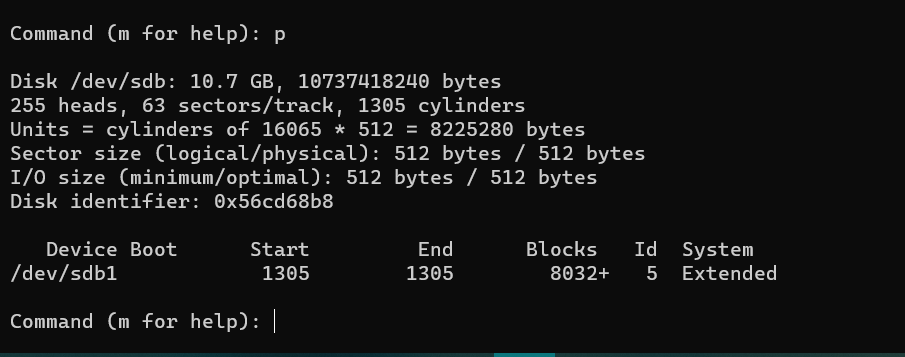 Command (m for help): p
Disk /dev/sdb: 10.7 GB, 10737418240 bytes
255 heads, 63 sectors/track, 1305 cylinders
Units = cylinders of 16065 * 512 = 8225280 bytes
Sector size (logical/physical): 512 bytes / 512 bytes
I/O size (minimum/optimal): 512 bytes / 512 bytes
Disk identifier: 0x56cd68b8
Device Boot Start End Blocks Id System
/dev/sdb1 1305 1305 8032+ 5 Extended
Command (m for help):